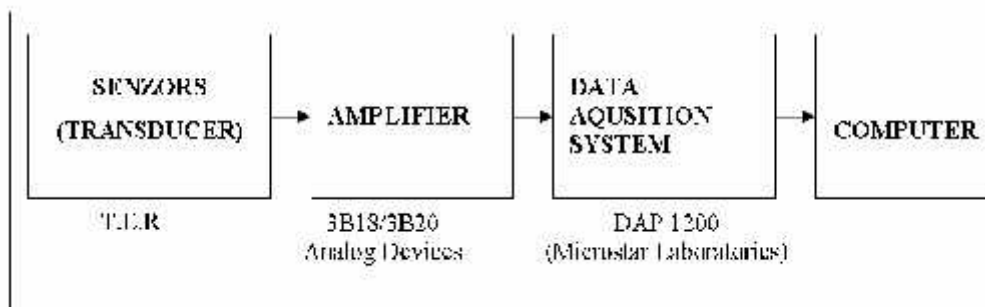 SENZORS
(TRANSDUCER)
AMPLIFIER
DATA
AQUSITION
SYSTEM
COMPUTER
3B18/3B20
Analog Devices
DAP 1200
(Microstar Laboratories)